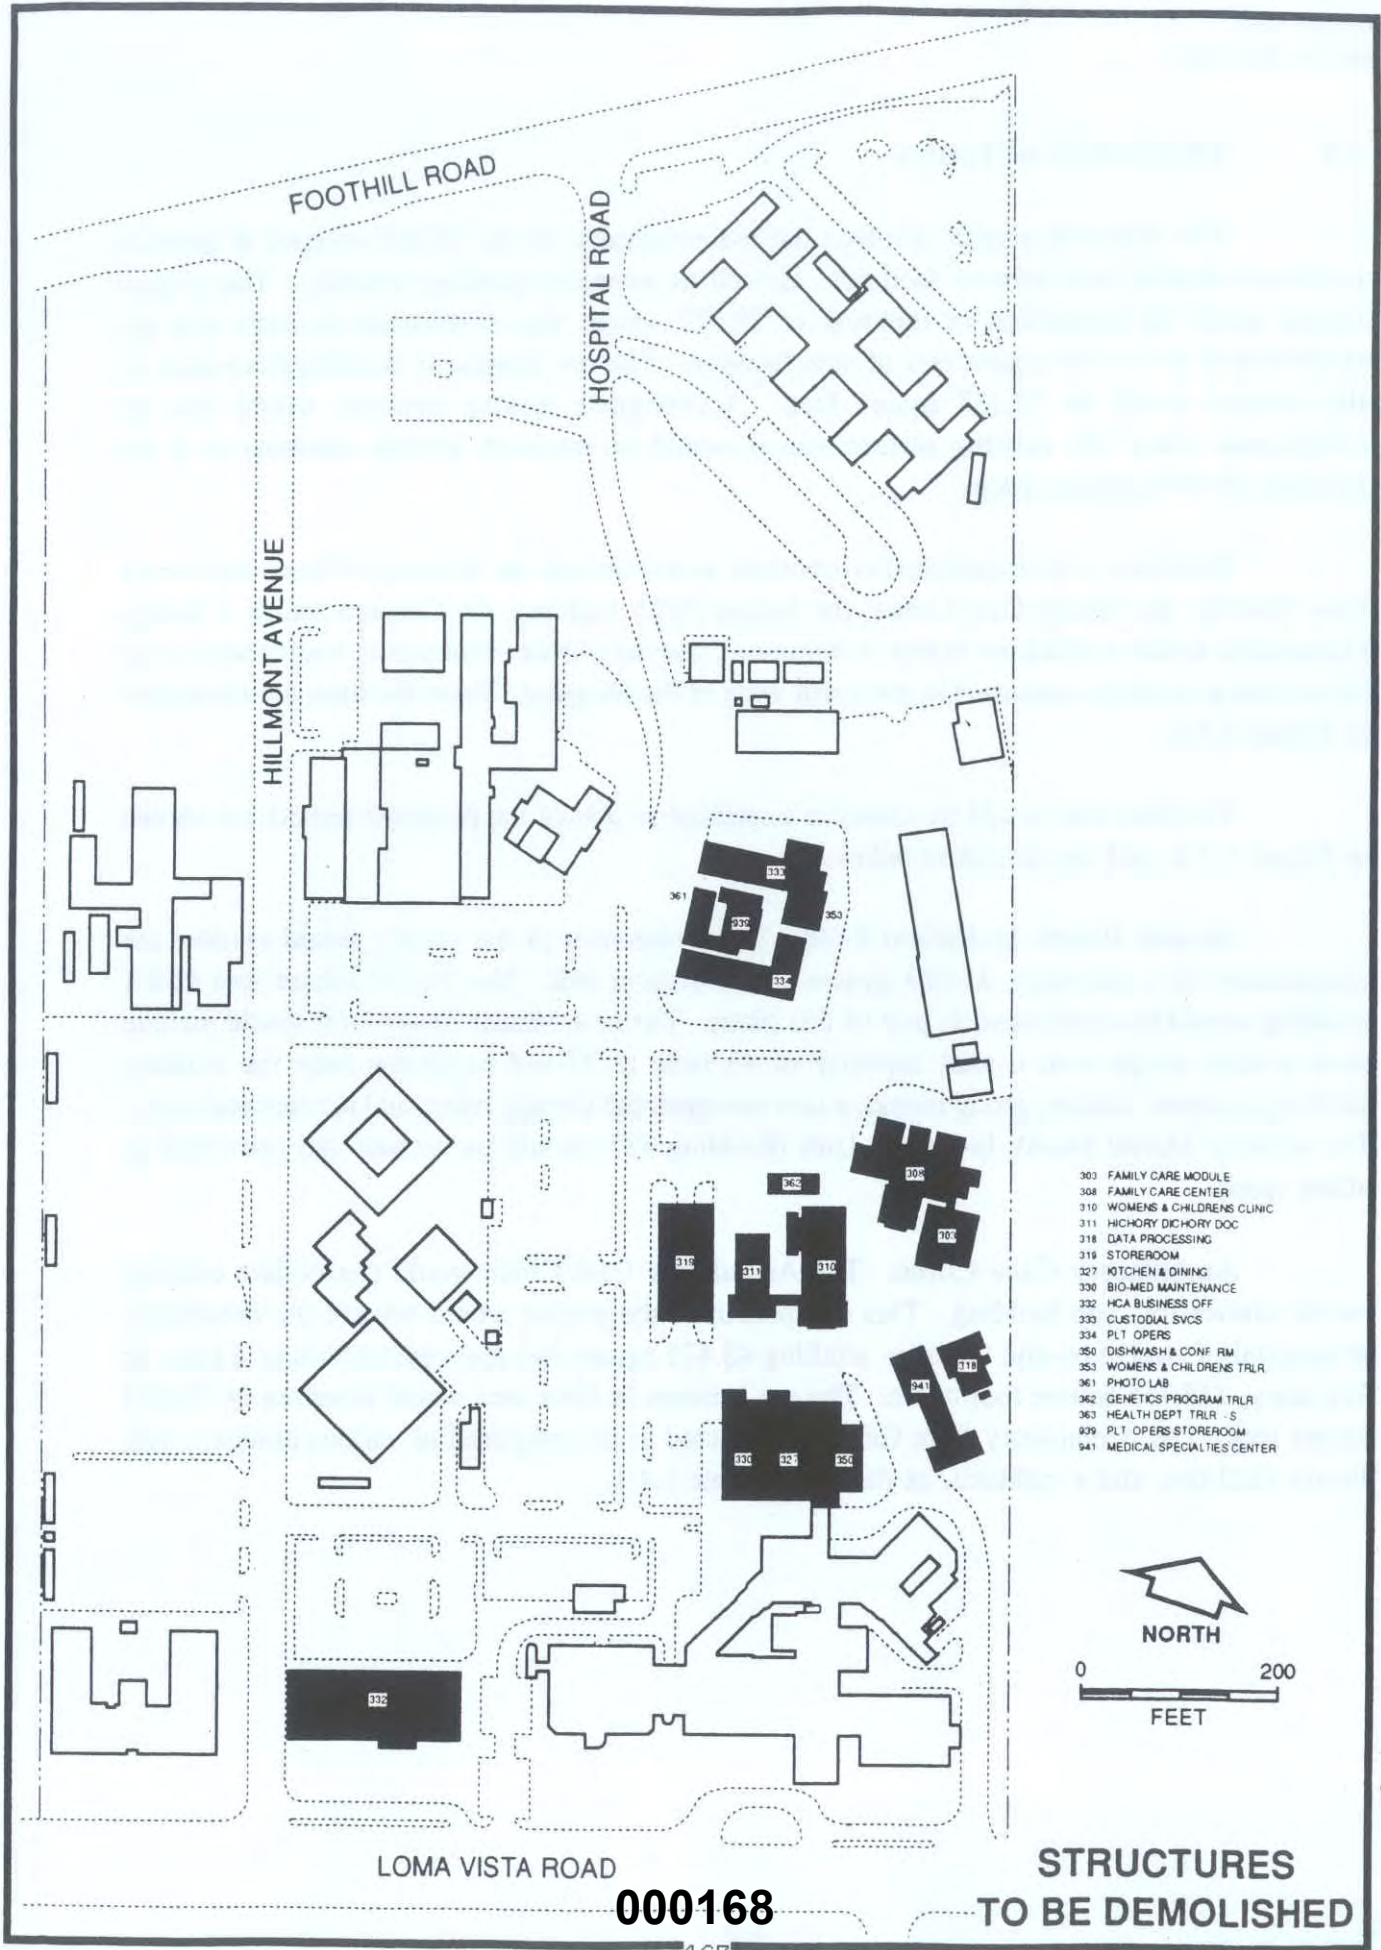 FOOTHILL ROAD
HOSPITAL ROAD
HILLMONT AVENUE
333
361
939
353
334
362
308
303
319
311
310
318
941
330
327
350
332
303 FAMILY CARE MODULE
308 FAMILY CARE CENTER
310 WOMENS & CHILDRENS CLINIC
311 HICHORY DICHORY DOC
318 DATA PROCESSING
319 STOREROOM
327 KITCHEN & DINING
330 BIO-MED MAINTENANCE
332 HCA BUSINESS OFF
333 CUSTODIAL SVCS
334 PLT OPERS
350 DISHWASH & CONF RM
353 WOMENS & CHILDRENS TRLR
361 PHOTO LAB
362 GENETICS PROGRAM TRLR
363 HEALTH DEPT TRLR - S
939 PLT OPERS STOREROOM
941 MEDICAL SPECIALTIES CENTER
NORTH
0 200
FEET
LOMA VISTA ROAD
STRUCTURES
TO BE DEMOLISHED
000168